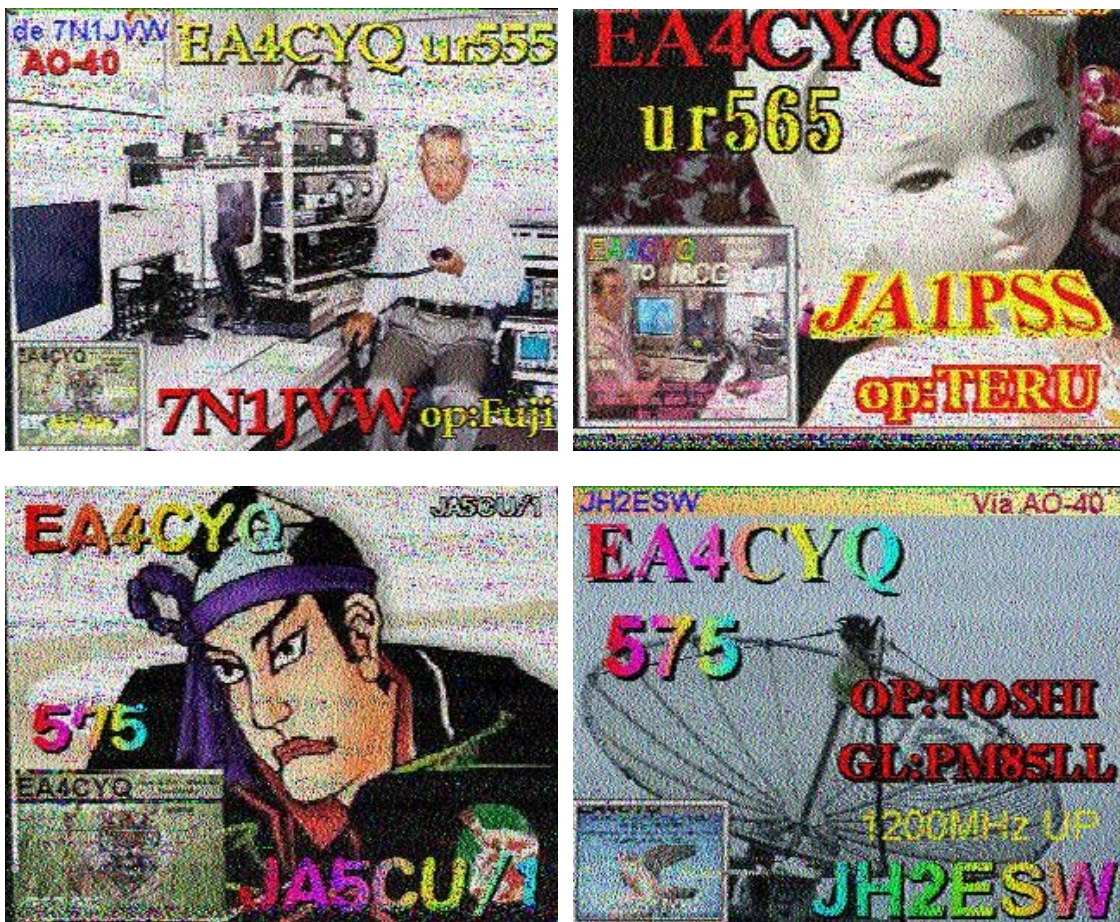 de 7N1JVW
EA4CYQ ur555
AO-40
EA4CYQ
7N1JVW op:Fuji
EA4CYQ
ur565
EA4CYQ
TO
JA1PSS
op:TERU
EA4CYQ
JA5CU/1
575
EA4CYQ
JA5CU/1
JH2ESW
Via AO-40
EA4CYQ
575
OP:TOSHI
GL:PM85LL
1200MHz UP
JH2ESW